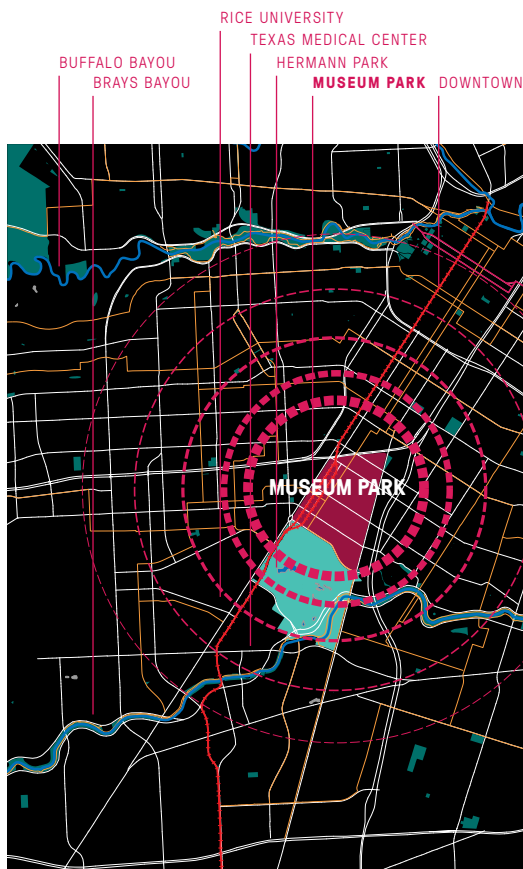 RICE UNIVERSITY
TEXAS MEDICAL CENTER
BUFFALO BAYOU
HERMANN PARK
BRAYS BAYOU
MUSEUM PARK
DOWNTOWN
MUSEUM PARK